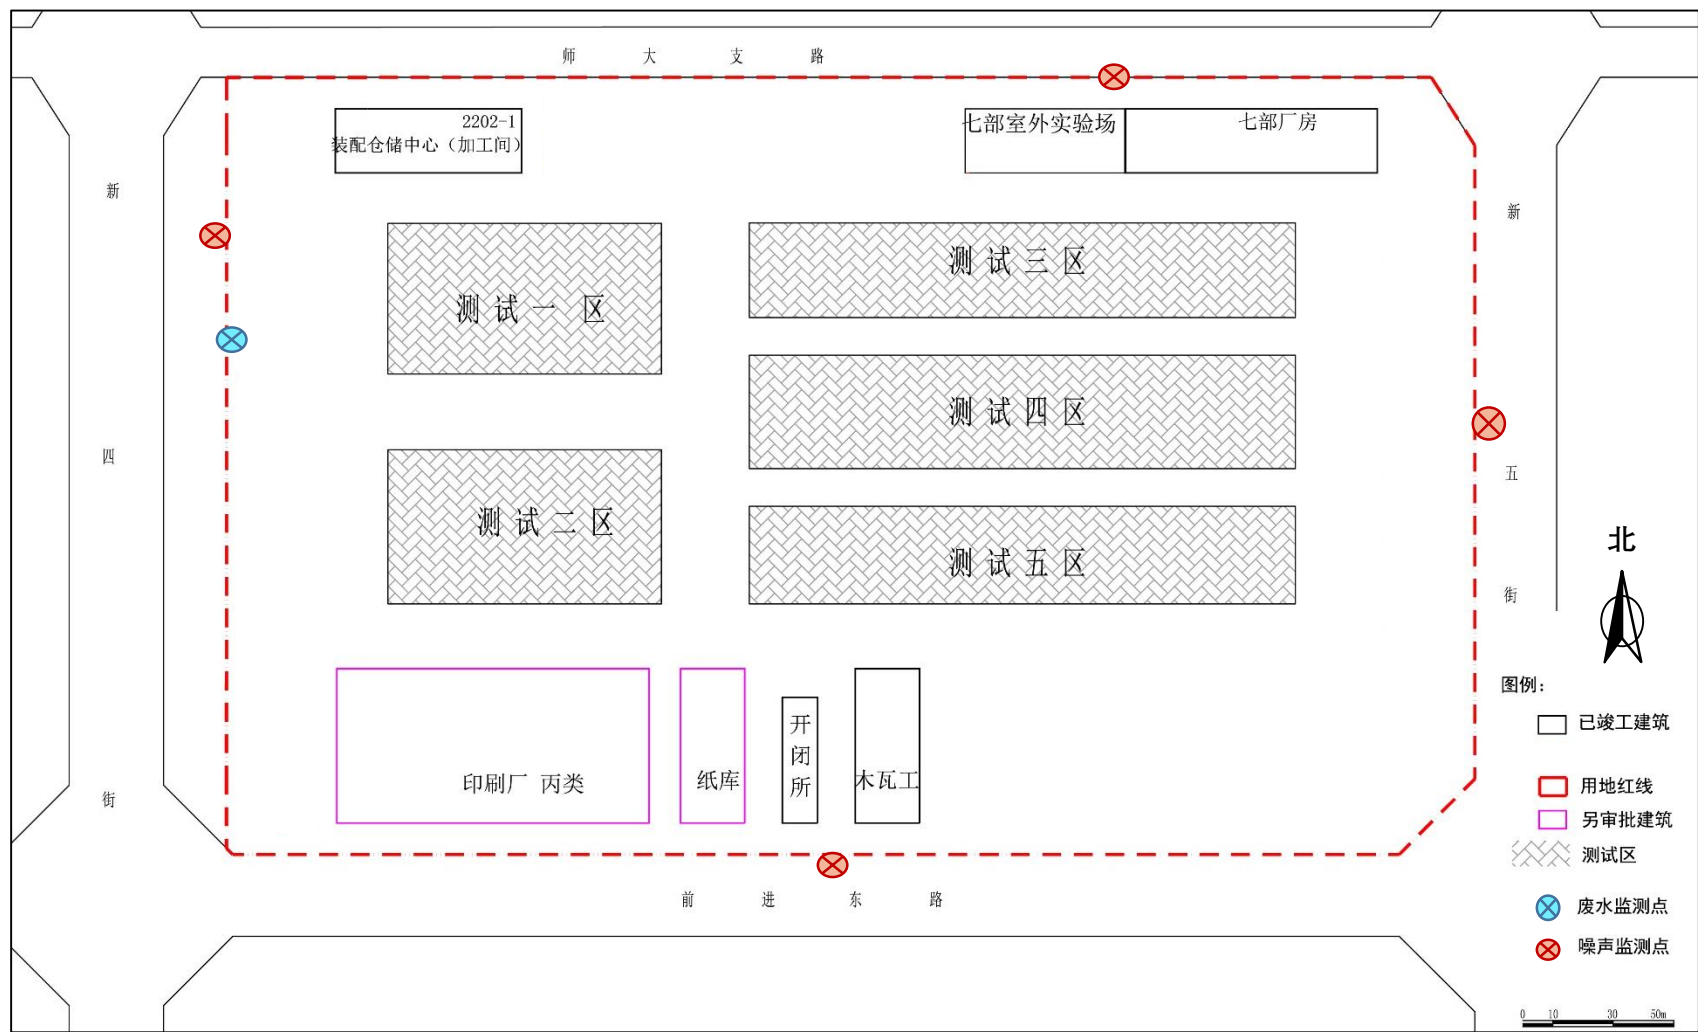 师大支路
2202-1
装配仓储中心（加工间）
七部室外实验场
七部厂房
新四街
新五街
测试一 区
测试二区
测试三区
测试四区
测试五区
印刷厂 丙类
纸库
开闭所
木瓦工
前进东路
北
图例：
已竣工建筑
用地红线
另审批建筑
测试区
废水监测点
噪声监测点
0 10 30 50m